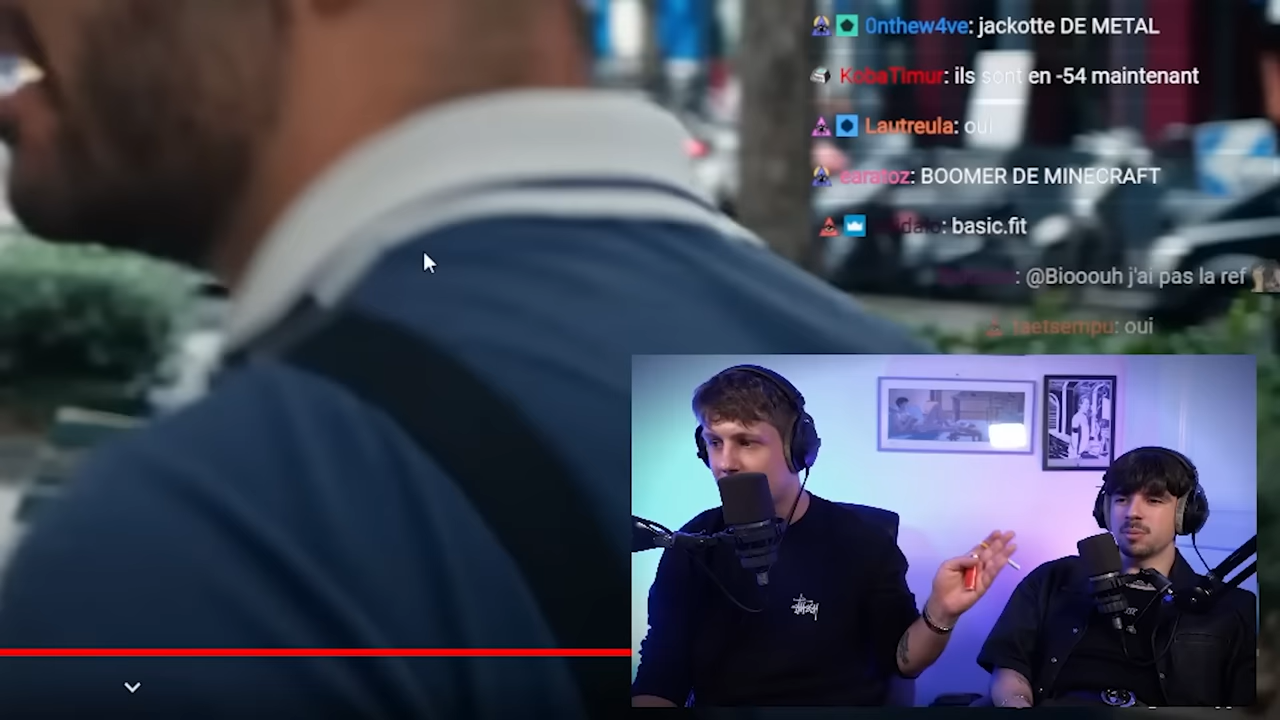 0nthew4ve: jackotte DE METAL
KobaTimur: ils sont en -54 maintenant
Lautreula: oui
earatoz: BOOMER DE MINECRAFT
: basic.fit
: @Biooouh j'ai pas la ref
taetsempu: oui